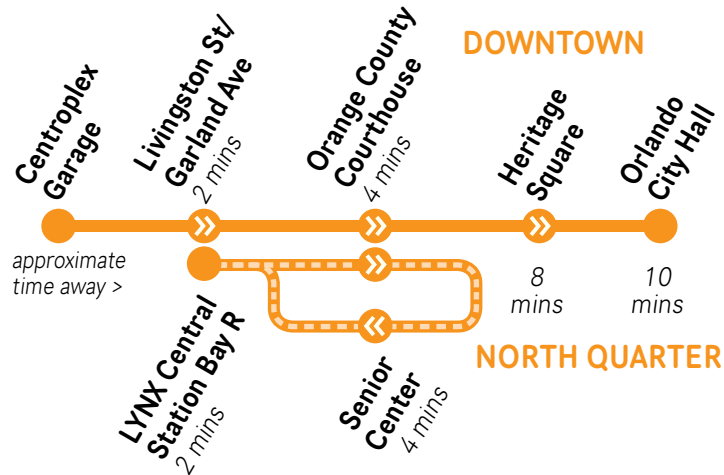 DOWNTOWN
Centroplex
Garage
Livingston St/
Garland Ave
2 mins
Orange County
Courthouse
4 mins
Heritage
Square
Orlando
City Hall
approximate
time away >
8
mins
10
mins
LYNX Central
Station Bay R
2 mins
Senior
Center
4 mins
NORTH QUARTER